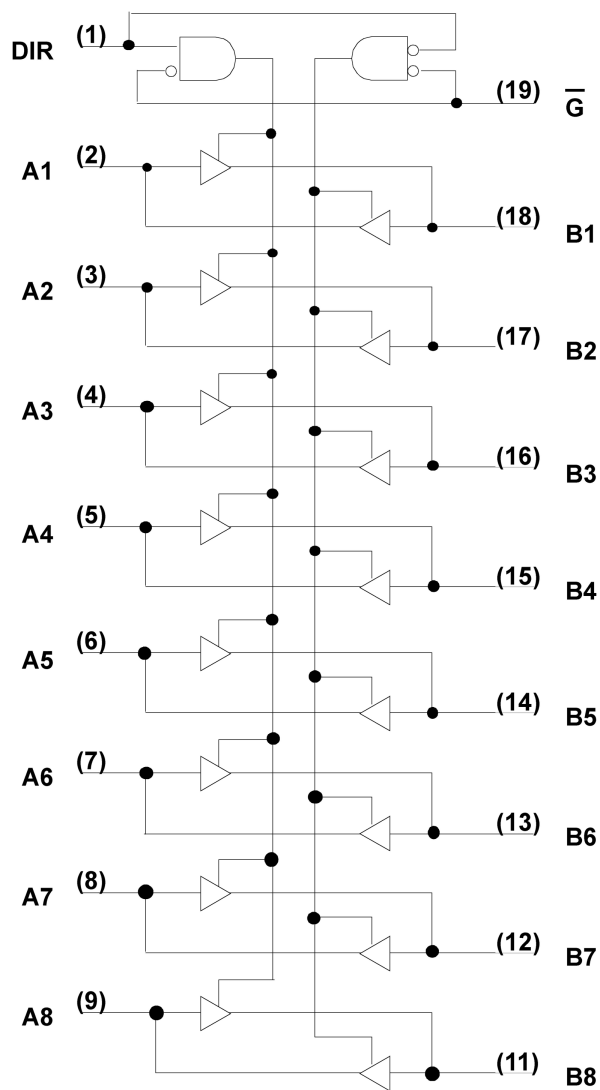 DIR (1)
(19) G̅
A1 (2)
(18) B1
A2 (3)
(17) B2
A3 (4)
(16) B3
A4 (5)
(15) B4
A5 (6)
(14) B5
A6 (7)
(13) B6
A7 (8)
(12) B7
A8 (9)
(11) B8